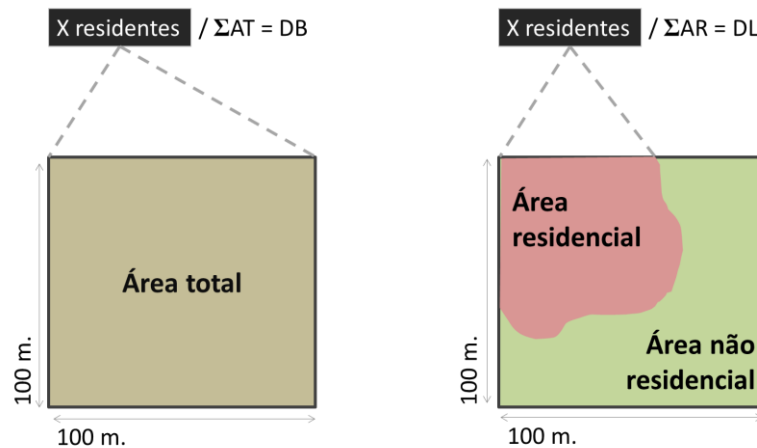 X residentes / ΣAT = DB
Área total
100 m.
100 m.
X residentes / ΣAR = DL
Área
residencial
Área não
residencial
100 m.
100 m.